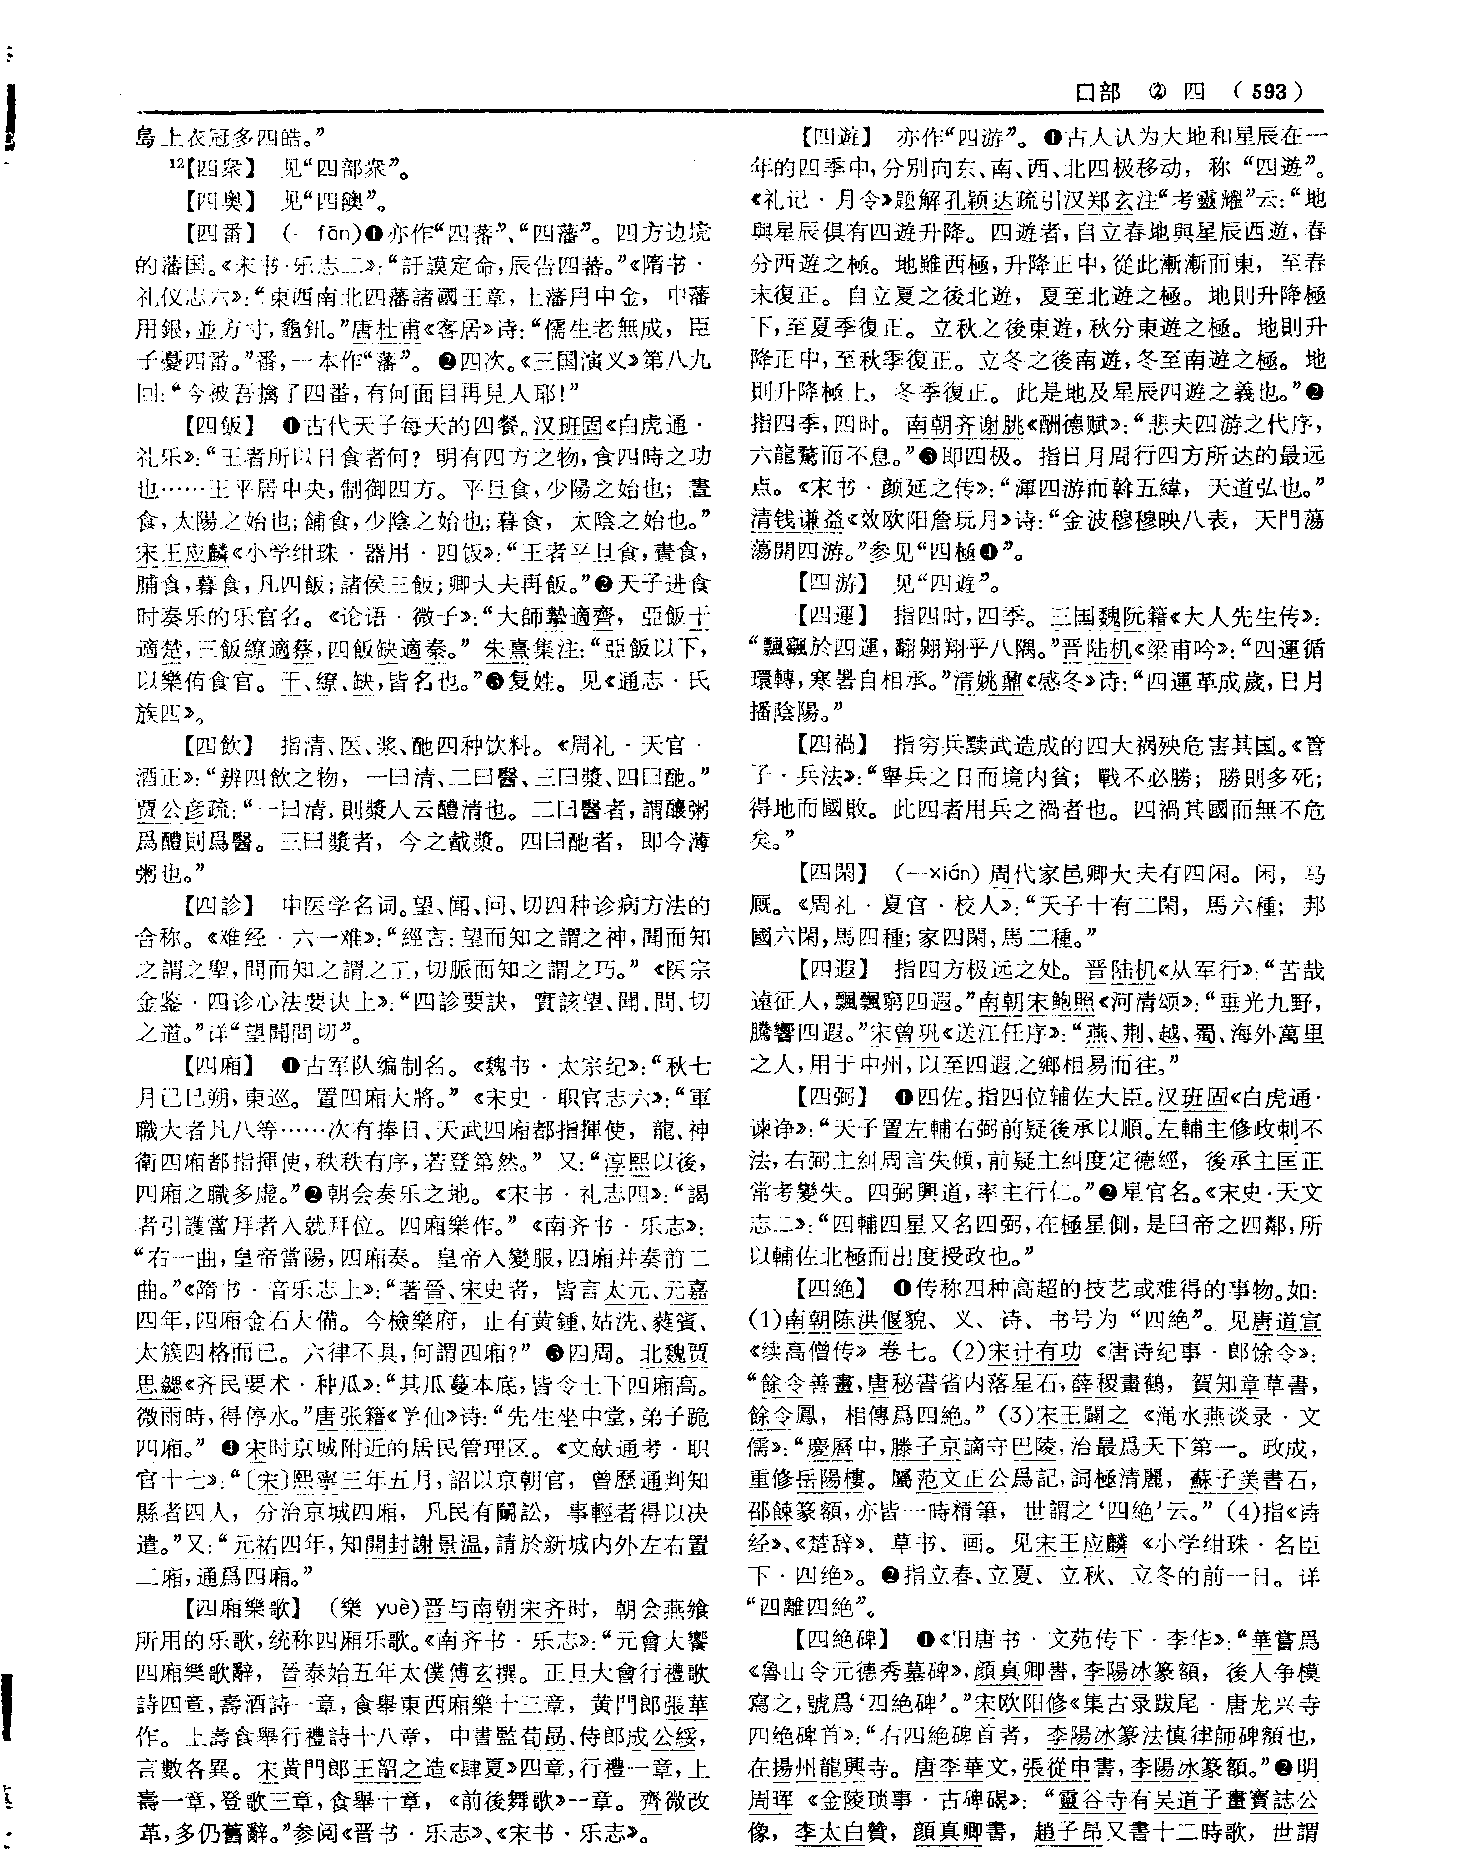 口部 ② 四 (593)
島上衣冠多四皓。”
¹²【四衆】 见“四部衆”。
【四奥】 见“四隩”。
【四番】 (- fān)❶亦作“四蕃”、“四藩”。四方边境
的藩国。《宋书·乐志二》:“訏謨定命,辰告四蕃。”《隋书·
礼仪志六》:“東西南北四藩諸國王章,上藩用中金,中藩
用銀,並方寸,龜鈕。”唐杜甫《客居》诗:“儒生老無成,臣
子憂四番。”番,一本作“藩”。❷四次。《三国演义》第八九
回:“今被吾擒了四番,有何面目再見人耶!”
【四飯】 ❶古代天子每天的四餐。汉班固《白虎通·
礼乐》:“王者所以日食者何? 明有四方之物,食四時之功
也……王平居中央,制御四方。平旦食,少陽之始也;晝
食,太陽之始也;餔食,少陰之始也;暮食,太陰之始也。”
宋王应麟《小学绀珠·器用·四饭》:“王者平旦食,晝食,
脯食,暮食,凡四飯;諸侯三飯;卿大夫再飯。”❷天子进食
时奏乐的乐官名。《论语·微子》:“大師摯適齊,亞飯干
適楚,三飯繚適蔡,四飯缺適秦。” 朱熹集注:“亞飯以下,
以樂侑食官。干、繚、缺,皆名也。”❸复姓。见《通志·氏
族四》。
【四飲】 指清、医、浆、酏四种饮料。《周礼·天官·
酒正》:“辨四飲之物,一曰清、二曰醫、三曰漿、四曰酏。”
贾公彦疏:“一曰清,則漿人云醴清也。二曰醫者,謂釀粥
爲醴則爲醫。三曰漿者,今之䣧漿。四曰酏者,即今薄
粥也。”
【四診】 中医学名词。望、闻、问、切四种诊病方法的
合称。《难经·六一难》:“經言:望而知之謂之神,聞而知
之謂之聖,問而知之謂之工,切脈而知之謂之巧。”《医宗
金鉴·四诊心法要诀上》:“四診要訣,實該望、聞、問、切
之道。”详“望聞問切”。
【四廂】 ❶古军队编制名。《魏书·太宗纪》:“秋七
月己巳朔,東巡。置四廂大將。”《宋史·职官志六》:“軍
職大者凡八等……次有捧日、天武四廂都指揮使,龍、神
衛四廂都指揮使,秩秩有序,若登第然。” 又:“淳熙以後,
四廂之職多虛。”❷朝会奏乐之地。《宋书·礼志四》:“謁
者引護當拜者入就拜位。四廂樂作。”《南齐书·乐志》:
“右一曲,皇帝當陽,四廂奏。皇帝入變服,四廂并奏前二
曲。”《隋书·音乐志上》:“著晉、宋史者,皆言太元、元嘉
四年,四廂金石大備。今檢樂府,止有黃鍾、姑洗、蕤賓、
太簇四格而已。六律不具,何謂四廂?”❸四周。北魏贾
思勰《齐民要术·种瓜》:“其瓜蔓本底,皆令土下四廂高。
微雨時,得停水。”唐张籍《学仙》诗:“先生坐中堂,弟子跪
四廂。” ❹宋时京城附近的居民管理区。《文献通考·职
官十七》:“〔宋〕熙寧三年五月,詔以京朝官,曾歷通判知
縣者四人,分治京城四廂,凡民有鬭訟,事輕者得以决
遣。”又:“元祐四年,知開封謝景温,請於新城内外左右置
二廂,通爲四廂。”
【四廂樂歌】 (樂 yuè)晋与南朝宋齐时,朝会燕飨
所用的乐歌,统称四厢乐歌。《南齐书·乐志》:“元會大饗
四廂樂歌辭,晉泰始五年太僕傅玄撰。正旦大會行禮歌
詩四章,壽酒詩一章,食舉東西廂樂十三章,黃門郎張華
作。上壽食舉行禮詩十八章,中書監荀勗、侍郎成公綏,
言數各異。宋黃門郎王韶之造《肆夏》四章,行禮一章,上
壽一章,登歌三章,食舉十章,《前後舞歌》一章。齊微改
革,多仍舊辭。”参阅《晋书·乐志》、《宋书·乐志》。
【四遊】 亦作“四游”。❶古人认为大地和星辰在一
年的四季中,分别向东、南、西、北四极移动,称“四遊”。
《礼记·月令》题解孔颖达疏引汉郑玄注“考靈耀”云:“地
與星辰俱有四遊升降。四遊者,自立春地與星辰西遊,春
分西遊之極。地雖西極,升降正中,從此漸漸而東,至春
末復正。自立夏之後北遊,夏至北遊之極。地則升降極
下,至夏季復正。立秋之後東遊,秋分東遊之極。地則升
降正中,至秋季復正。立冬之後南遊,冬至南遊之極。地
則升降極上,冬季復正。此是地及星辰四遊之義也。”❷
指四季,四时。南朝齐谢朓《酬德赋》:“悲夫四游之代序,
六龍騖而不息。”❸即四极。指日月周行四方所达的最远
点。《宋书·颜延之传》:“渾四游而斡五緯,天道弘也。”
清钱谦益《效欧阳詹玩月》诗:“金波穆穆映八表,天門蕩
蕩開四游。”参见“四極❹”。
【四游】 见“四遊”。
【四運】 指四时,四季。三国魏阮籍《大人先生传》:
“飄颻於四運,翻翱翔乎八隅。”晋陆机《梁甫吟》:“四運循
環轉,寒暑自相承。”清姚鼐《感冬》诗:“四運革成歲,日月
播陰陽。”
【四禍】 指穷兵黩武造成的四大祸殃危害其国。《管
子·兵法》:“舉兵之日而境内貧;戰不必勝;勝則多死;
得地而國敗。此四者用兵之禍者也。四禍其國而無不危
矣。”
【四閑】 (—xián) 周代家邑卿大夫有四闲。闲,马
厩。《周礼·夏官·校人》:“天子十有二閑,馬六種;邦
國六閑,馬四種;家四閑,馬二種。”
【四遐】 指四方极远之处。晋陆机《从军行》:“苦哉
遠征人,飄飄窮四遐。”南朝宋鲍照《河清颂》:“垂光九野,
騰響四遐。”宋曾巩《送江任序》:“燕、荆、越、蜀、海外萬里
之人,用于中州,以至四遐之鄉相易而往。”
【四弼】 ❶四佐。指四位辅佐大臣。汉班固《白虎通·
谏诤》:“天子置左輔右弼前疑後承以順。左輔主修政刺不
法,右弼主糾周言失傾,前疑主糾度定德經,後承主匡正
常考變失。四弼興道,率主行仁。”❷星官名。《宋史·天文
志二》:“四輔四星又名四弼,在極星側,是曰帝之四鄰,所
以輔佐北極而出度授政也。”
【四絶】 ❶传称四种高超的技艺或难得的事物。如:
(1)南朝陈洪偃貌、义、诗、书号为“四絶”。见唐道宣
《续高僧传》卷七。(2)宋计有功《唐诗纪事·郎馀令》:
“餘令善畫,唐秘書省内落星石,薛稷畫鶴,賀知章草書,
餘令鳳,相傳爲四絶。”(3)宋王闢之《渑水燕谈录·文
儒》:“慶曆中,滕子京謫守巴陵,治最爲天下第一。政成,
重修岳陽樓。屬范文正公爲記,詞極清麗,蘇子美書石,
邵餗篆額,亦皆一時精筆,世謂之‘四絶’云。”(4)指《诗
经》、《楚辞》、草书、画。见宋王应麟《小学绀珠·名臣
下·四绝》。❷指立春、立夏、立秋、立冬的前一日。详
“四離四絶”。
【四絶碑】 ❶《旧唐书·文苑传下·李华》:“華嘗爲
《魯山令元德秀墓碑》,顔真卿書,李陽冰篆額,後人争模
寫之,號爲‘四絶碑’。”宋欧阳修《集古录跋尾·唐龙兴寺
四绝碑首》:“右四絶碑首者,李陽冰篆法慎律師碑額也,
在揚州龍興寺。唐李華文,張從申書,李陽冰篆額。”❷明
周珲《金陵琐事·古碑碣》:“靈谷寺有吴道子畫寳誌公
像,李太白贊,顔真卿書,趙子昂又書十二時歌,世謂